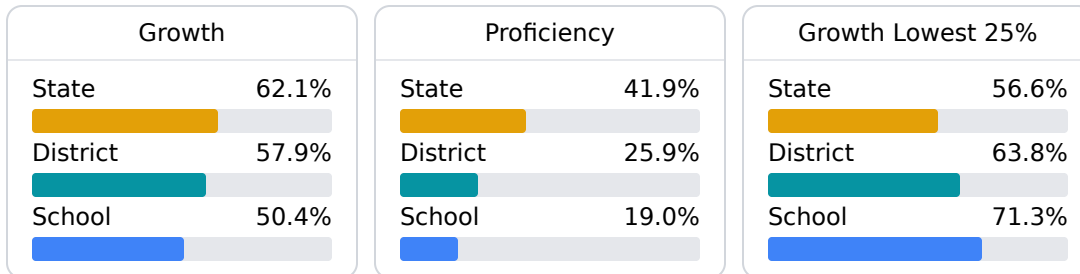 Growth
State 62.1%
District 57.9%
School 50.4%
Proficiency
State 41.9%
District 25.9%
School 19.0%
Growth Lowest 25%
State 56.6%
District 63.8%
School 71.3%